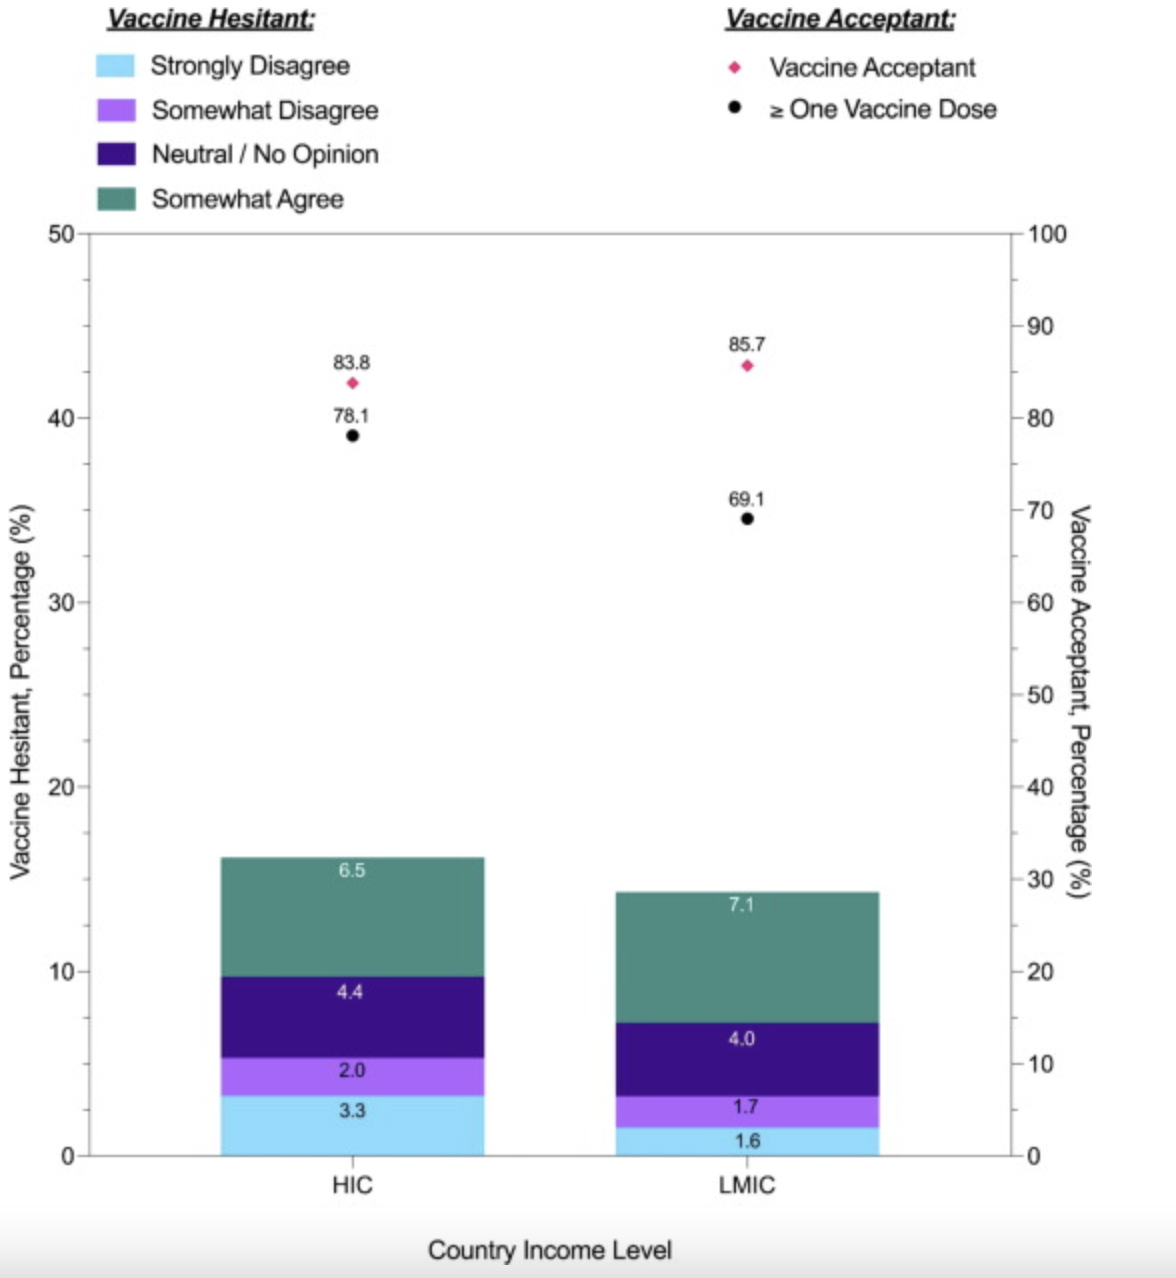 Vaccine Hesitant:
Strongly Disagree
Somewhat Disagree
Neutral / No Opinion
Somewhat Agree
Vaccine Acceptant:
Vaccine Acceptant
≥ One Vaccine Dose
Vaccine Hesitant, Percentage (%)
50
40
30
20
10
0
83.8
78.1
6.5
4.4
2.0
3.3
85.7
69.1
7.1
4.0
1.7
1.6
100
90
80
70
60
50
40
30
20
10
0
Vaccine Acceptant, Percentage (%)
HIC
LMIC
Country Income Level